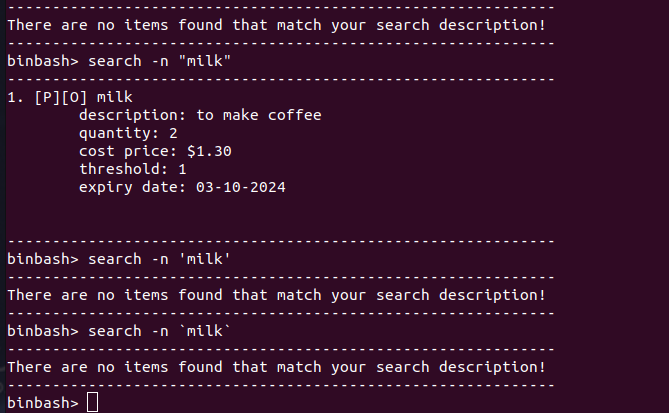 -------------------------------------------------------------
There are no items found that match your search description!
-------------------------------------------------------------
binbash> search -n "milk"
-------------------------------------------------------------
1. [P][O] milk
        description: to make coffee
        quantity: 2
        cost price: $1.30
        threshold: 1
        expiry date: 03-10-2024
-------------------------------------------------------------
binbash> search -n 'milk'
-------------------------------------------------------------
There are no items found that match your search description!
-------------------------------------------------------------
binbash> search -n `milk`
-------------------------------------------------------------
There are no items found that match your search description!
-------------------------------------------------------------
binbash>